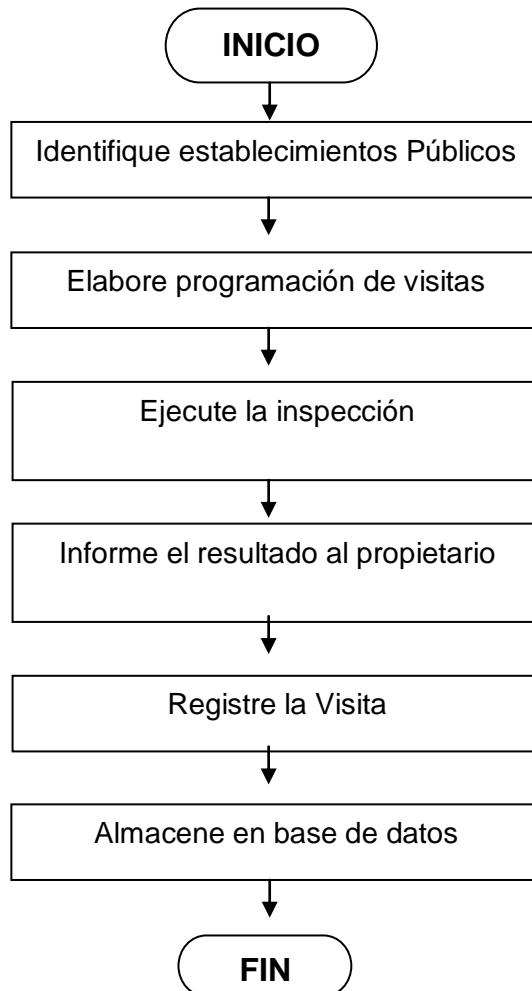 INICIO
Identifique establecimientos Públicos
Elabore programación de visitas
Ejecute la inspección
Informe el resultado al propietario
Registre la Visita
Almacene en base de datos
FIN